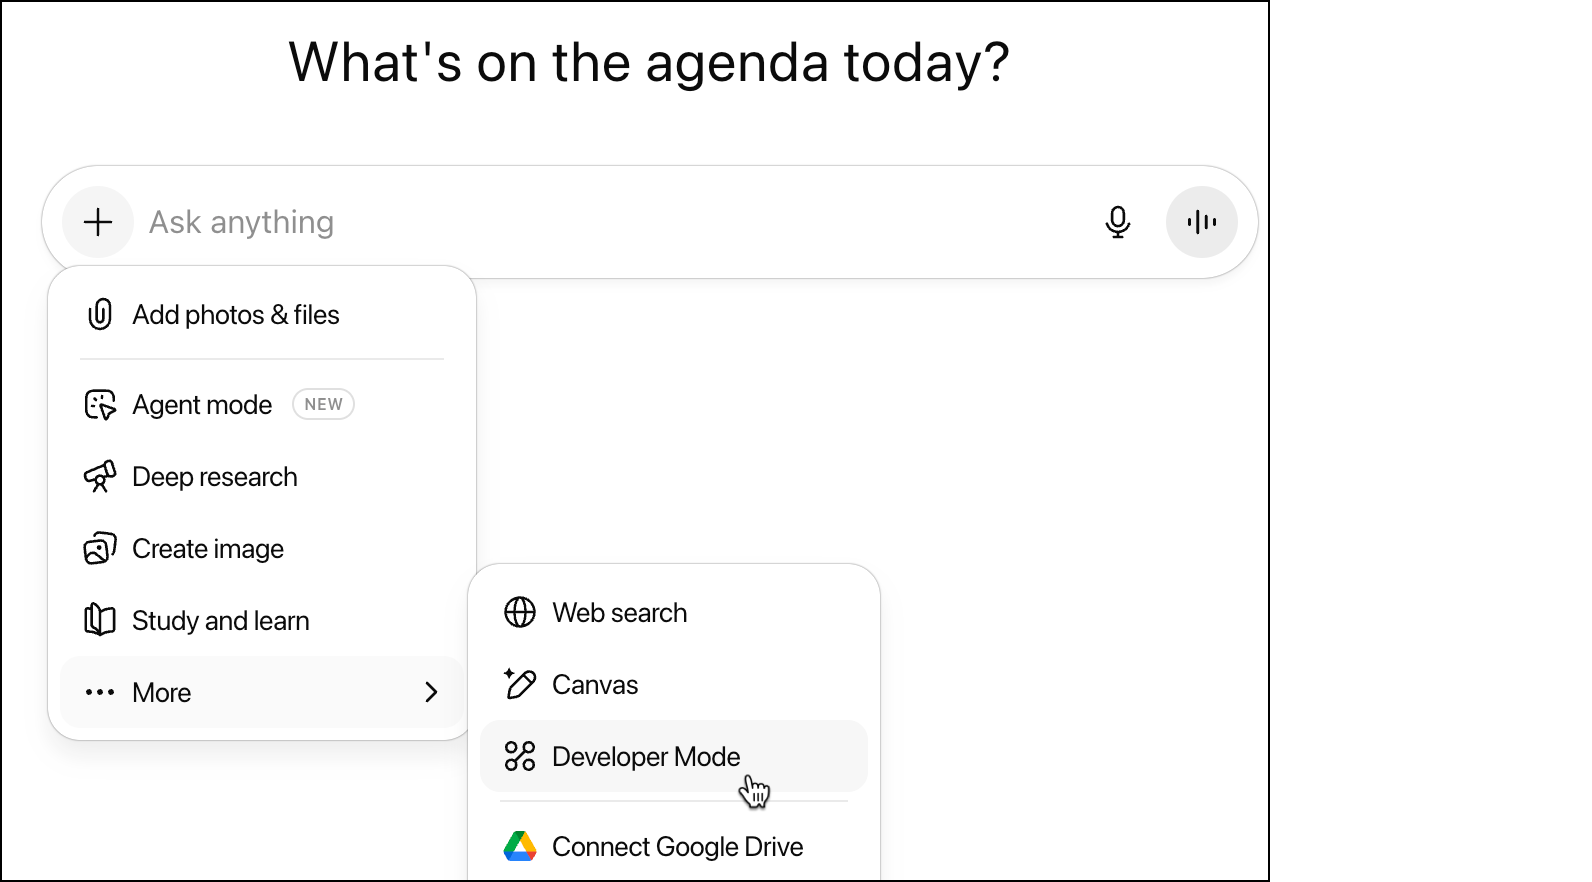 What's on the agenda today?
Ask anything
Add photos & files
Agent mode NEW
Deep research
Create image
Study and learn
More
Web search
Canvas
Developer Mode
Connect Google Drive